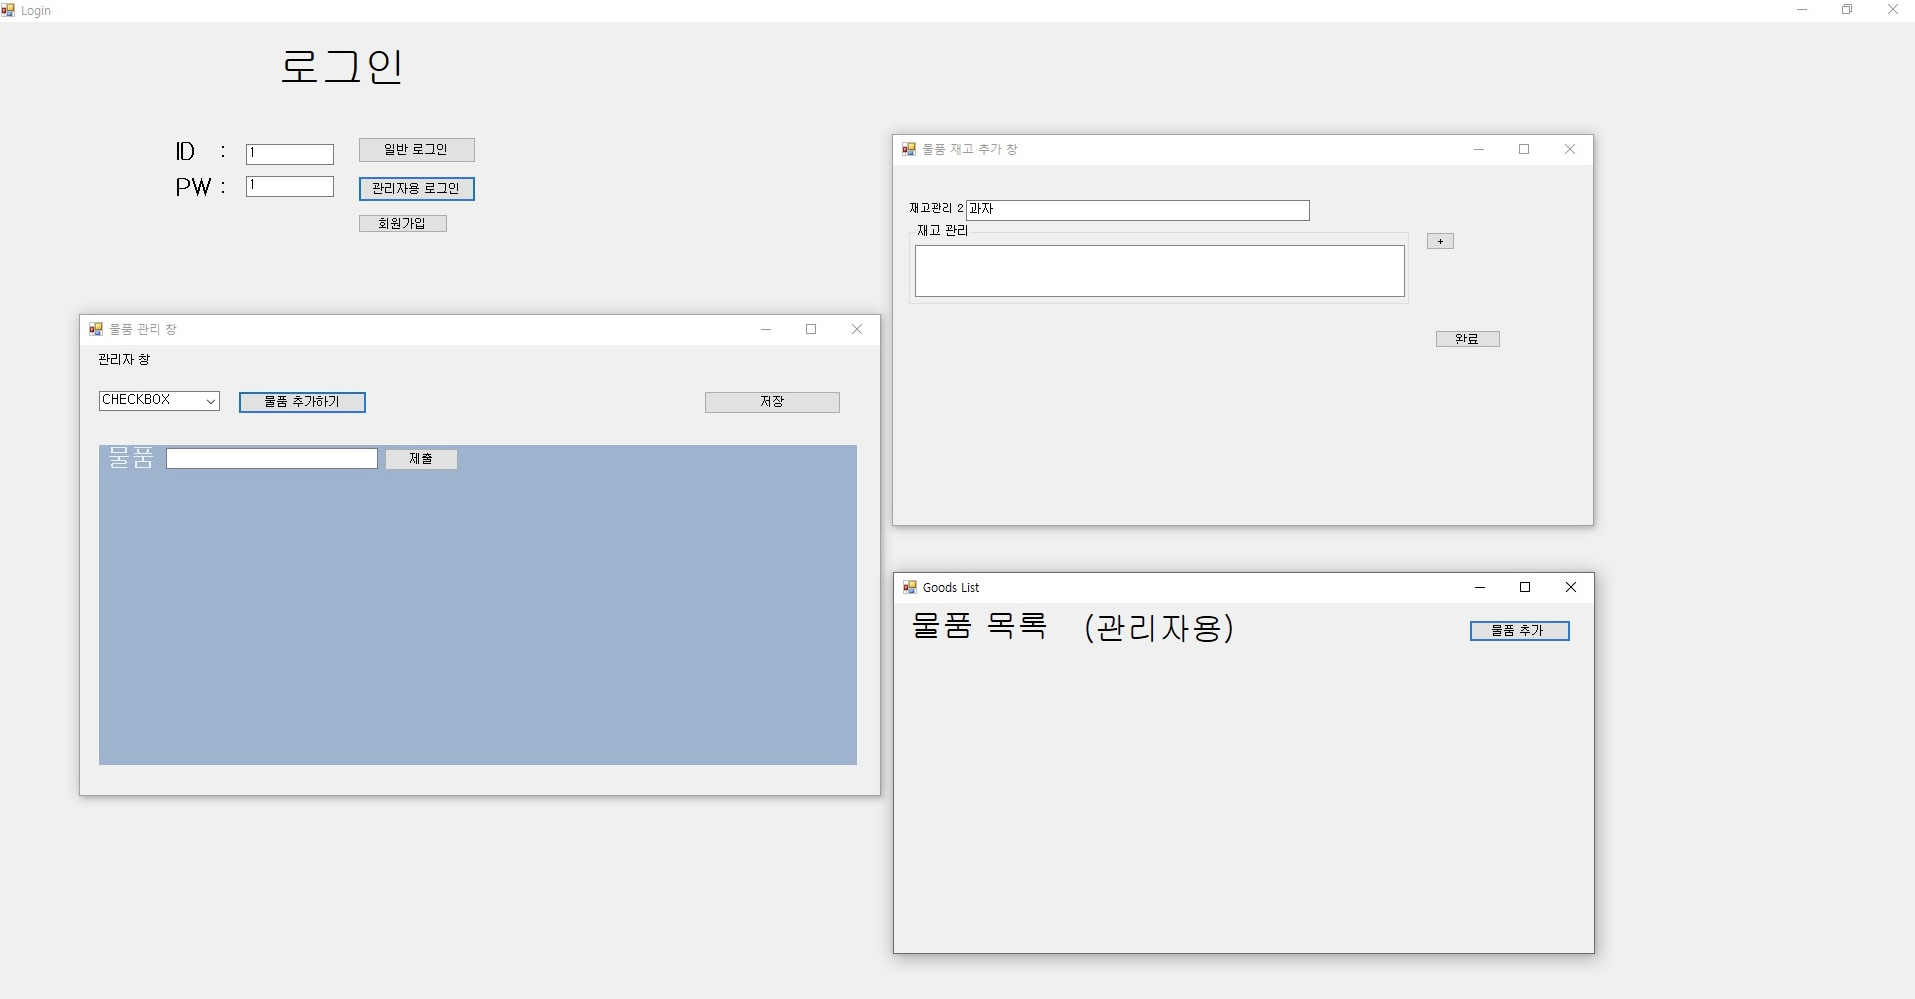 Login
로그인
ID : 1 일반 로그인
PW : 1 관리자용 로그인
회원가입
물품 재고 추가 창
재고관리 2 과자
재고 관리
+
완료
물품 관리 창
관리자 창
CHECKBOX 물품 추가하기 저장
물품 제출
Goods List
물품 목록 (관리자용) 물품 추가